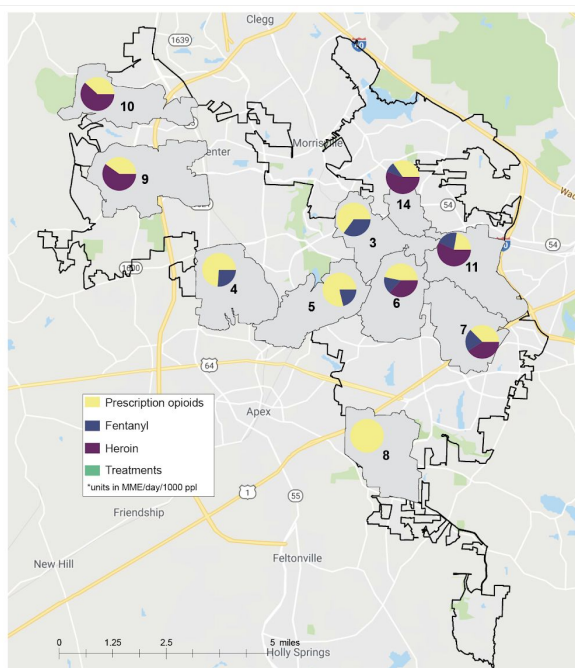 Clegg
1639
40
10
enter
Morrisville
9
14
54
Wad
3
11
54
1600
4
5
6
7
64
Prescription opioids
Fentanyl
Heroin
Treatments
*units in MME/day/1000 ppl
Apex
8
1
55
Friendship
Feltonville
New Hill
0 1.25 2.5 5 miles
Holly Springs